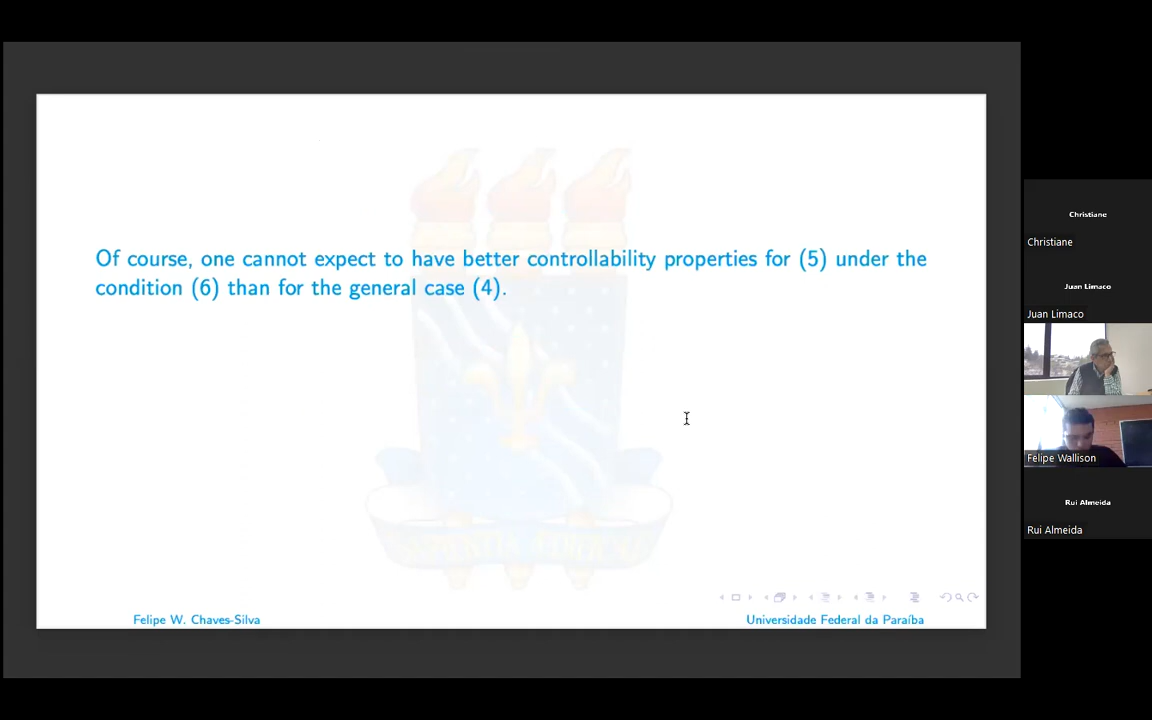 Of course, one cannot expect to have better controllability properties for (5) under the
condition (6) than for the general case (4).
Felipe W. Chaves-Silva
Universidade Federal da Paraíba
Christiane
Christiane
Juan Limaco
Juan Limaco
Felipe Wallison
Rui Almeida
Rui Almeida